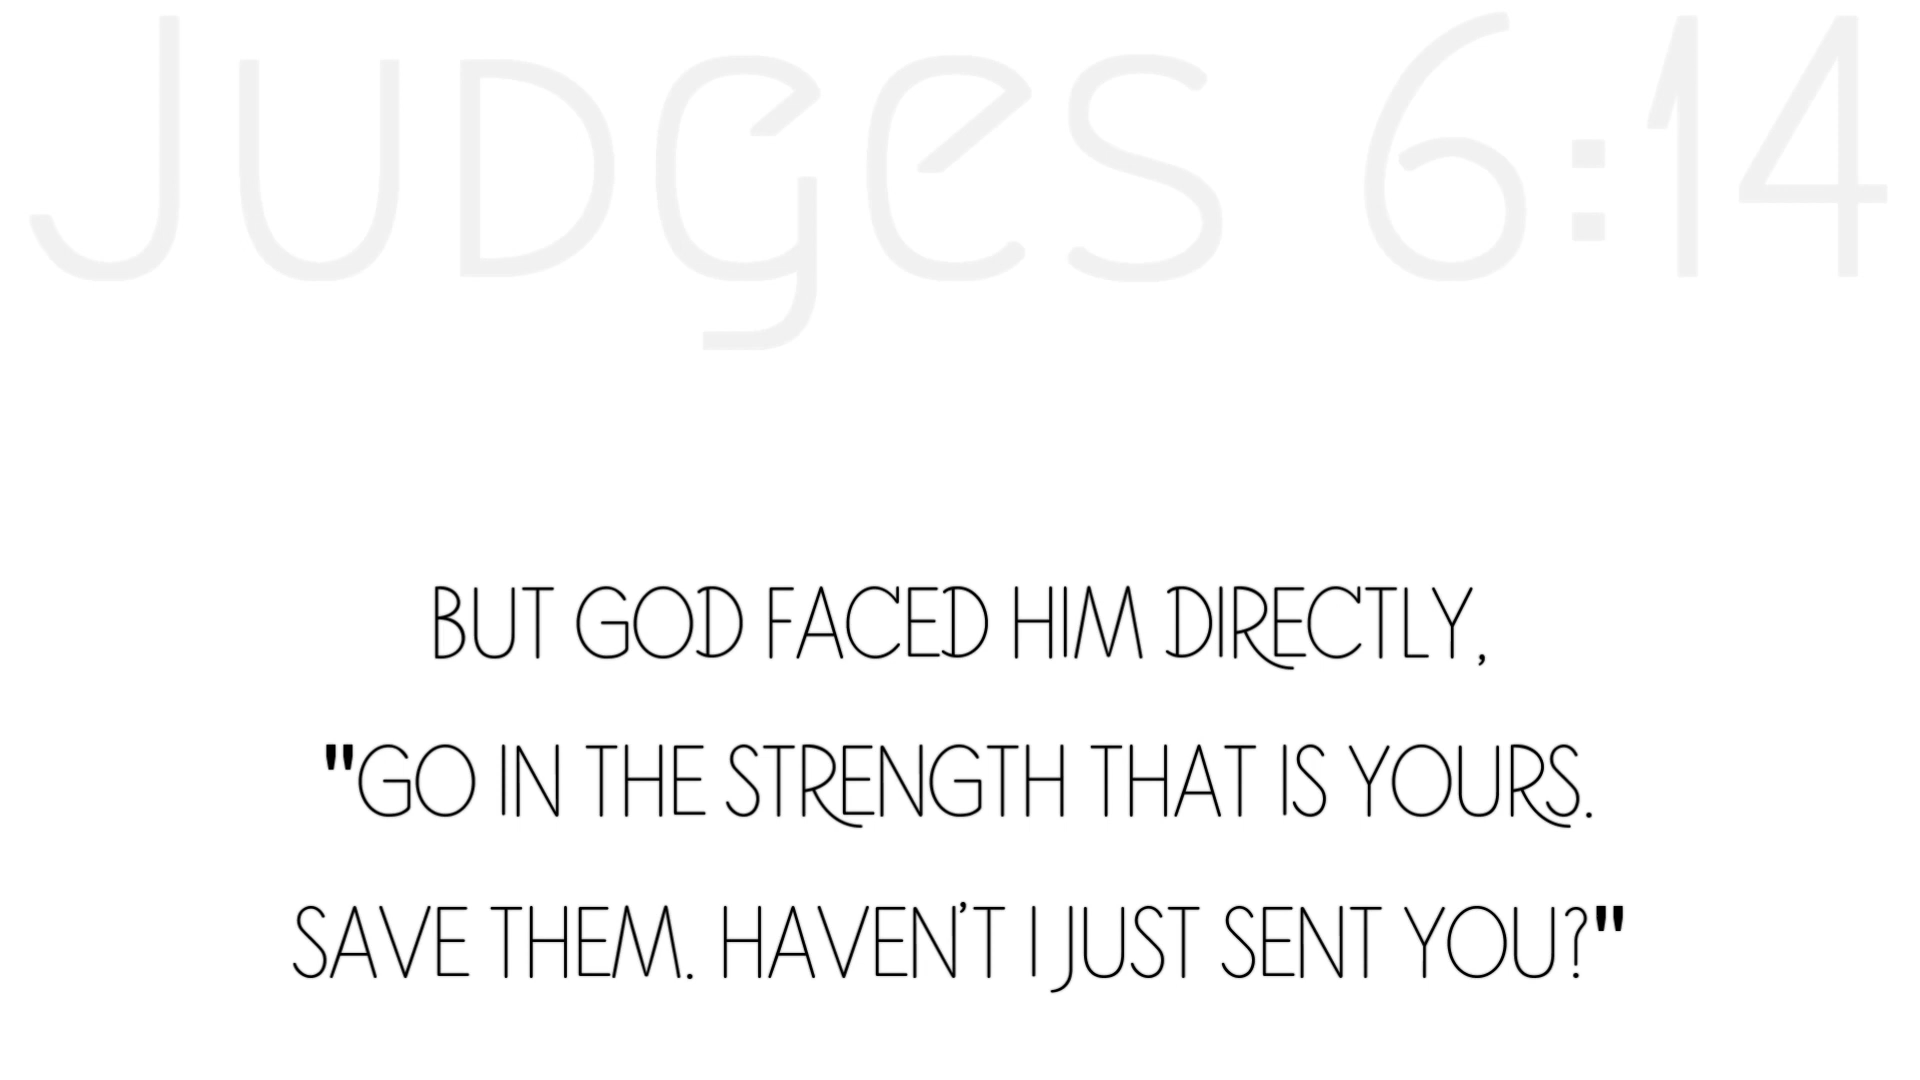 Judges 6:14
BUT GOD FACED HIM DIRECTLY,
"GO IN THE STRENGTH THAT IS YOURS.
SAVE THEM. HAVEN'T I JUST SENT YOU?"